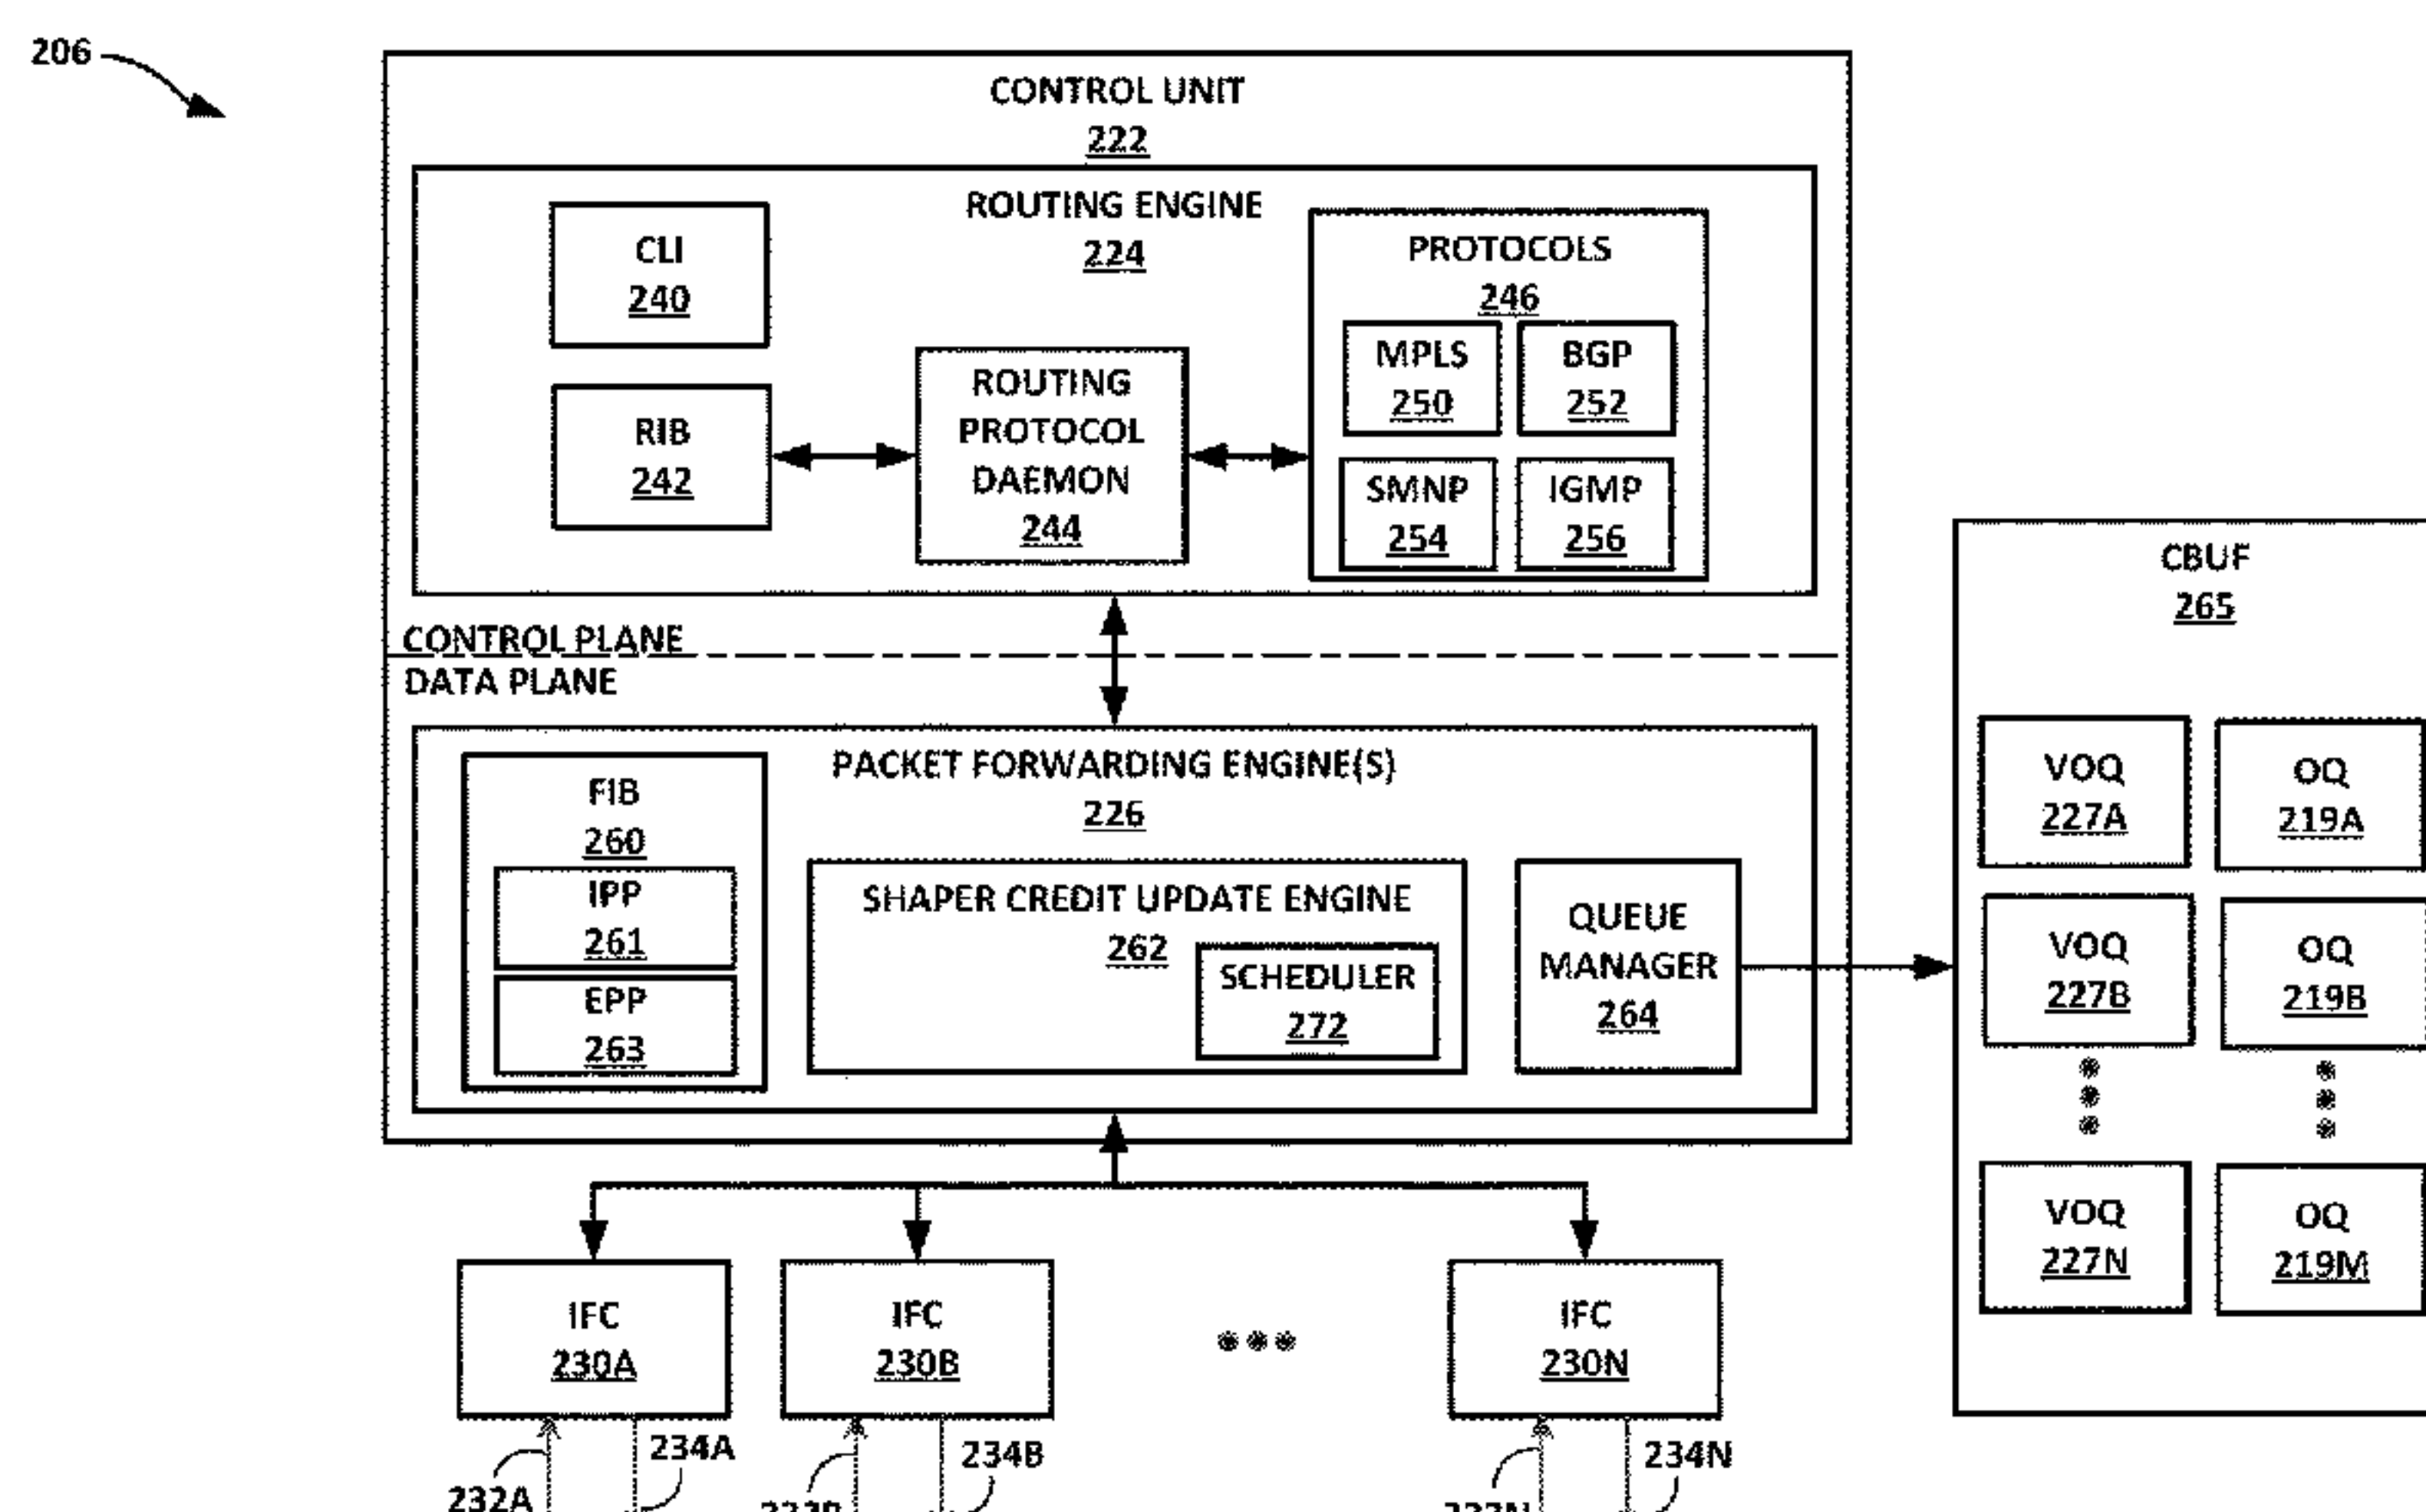 206
CONTROL UNIT
222
ROUTING ENGINE
224
CLI
240
RIB
242
ROUTING
PROTOCOL
DAEMON
244
PROTOCOLS
246
MPLS
250
BGP
252
SMNP
254
IGMP
256
CONTROL PLANE
DATA PLANE
PACKET FORWARDING ENGINE(S)
226
FIB
260
IPP
261
EPP
263
SHAPER CREDIT UPDATE ENGINE
262
SCHEDULER
272
QUEUE
MANAGER
264
CBUF
265
VOQ
227A
OQ
219A
VOQ
227B
OQ
219B
VOQ
227N
OQ
219M
IFC
230A
IFC
230B
IFC
230N
234A
234B
234N
232A